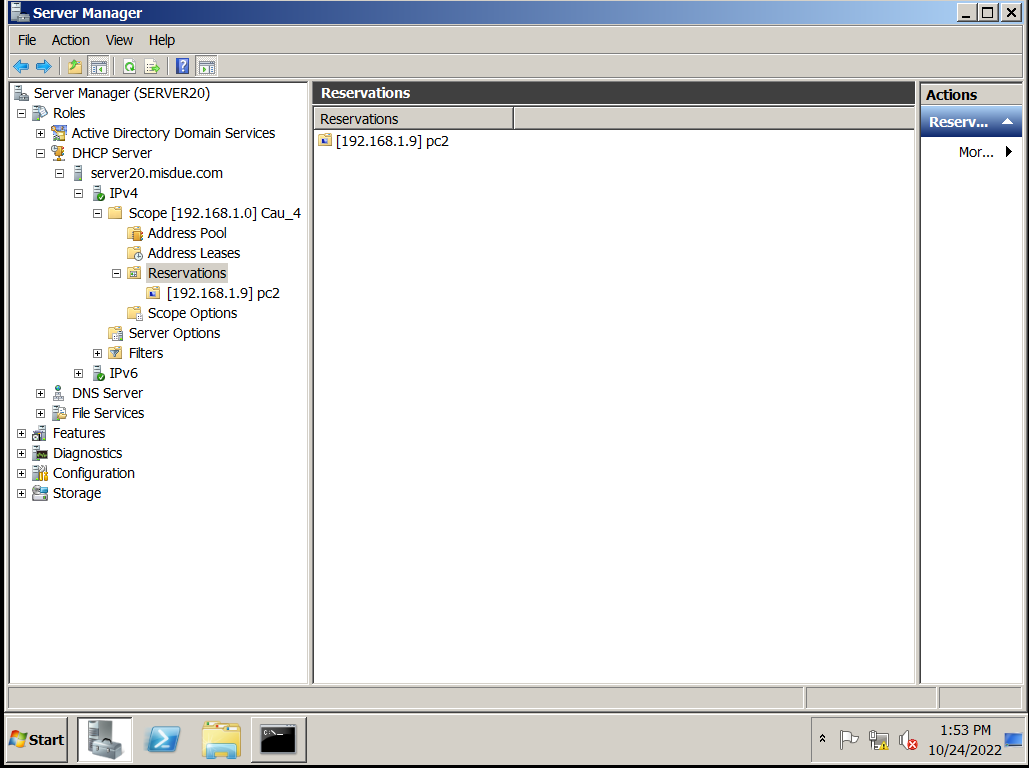 Server Manager
File Action View Help
Server Manager (SERVER20)
Roles
Active Directory Domain Services
DHCP Server
server20.misdue.com
IPv4
Scope [192.168.1.0] Cau_4
Address Pool
Address Leases
Reservations
[192.168.1.9] pc2
Scope Options
Server Options
Filters
IPv6
DNS Server
File Services
Features
Diagnostics
Configuration
Storage
Reservations
Reservations
[192.168.1.9] pc2
Actions
Reserv...
Mor...
Start
C:\
1:53 PM
10/24/2022